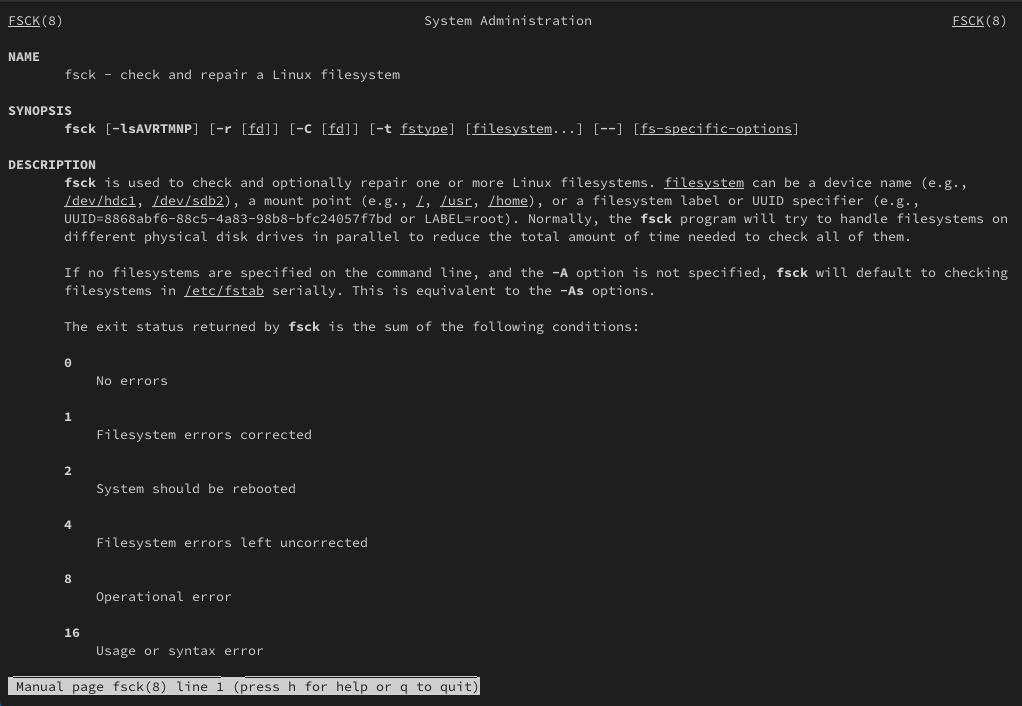 FSCK(8) System Administration FSCK(8)
NAME
fsck - check and repair a Linux filesystem
SYNOPSIS
fsck [-lsAVRTMNP] [-r [fd]] [-C [fd]] [-t fstype] [filesystem...] [--] [fs-specific-options]
DESCRIPTION
fsck is used to check and optionally repair one or more Linux filesystems. filesystem can be a device name (e.g.,
/dev/hdc1, /dev/sdb2), a mount point (e.g., /, /usr, /home), or a filesystem label or UUID specifier (e.g.,
UUID=8868abf6-88c5-4a83-98b8-bfc24057f7bd or LABEL=root). Normally, the fsck program will try to handle filesystems on
different physical disk drives in parallel to reduce the total amount of time needed to check all of them.
If no filesystems are specified on the command line, and the -A option is not specified, fsck will default to checking
filesystems in /etc/fstab serially. This is equivalent to the -As options.
The exit status returned by fsck is the sum of the following conditions:
0
No errors
1
Filesystem errors corrected
2
System should be rebooted
4
Filesystem errors left uncorrected
8
Operational error
16
Usage or syntax error
Manual page fsck(8) line 1 (press h for help or q to quit)